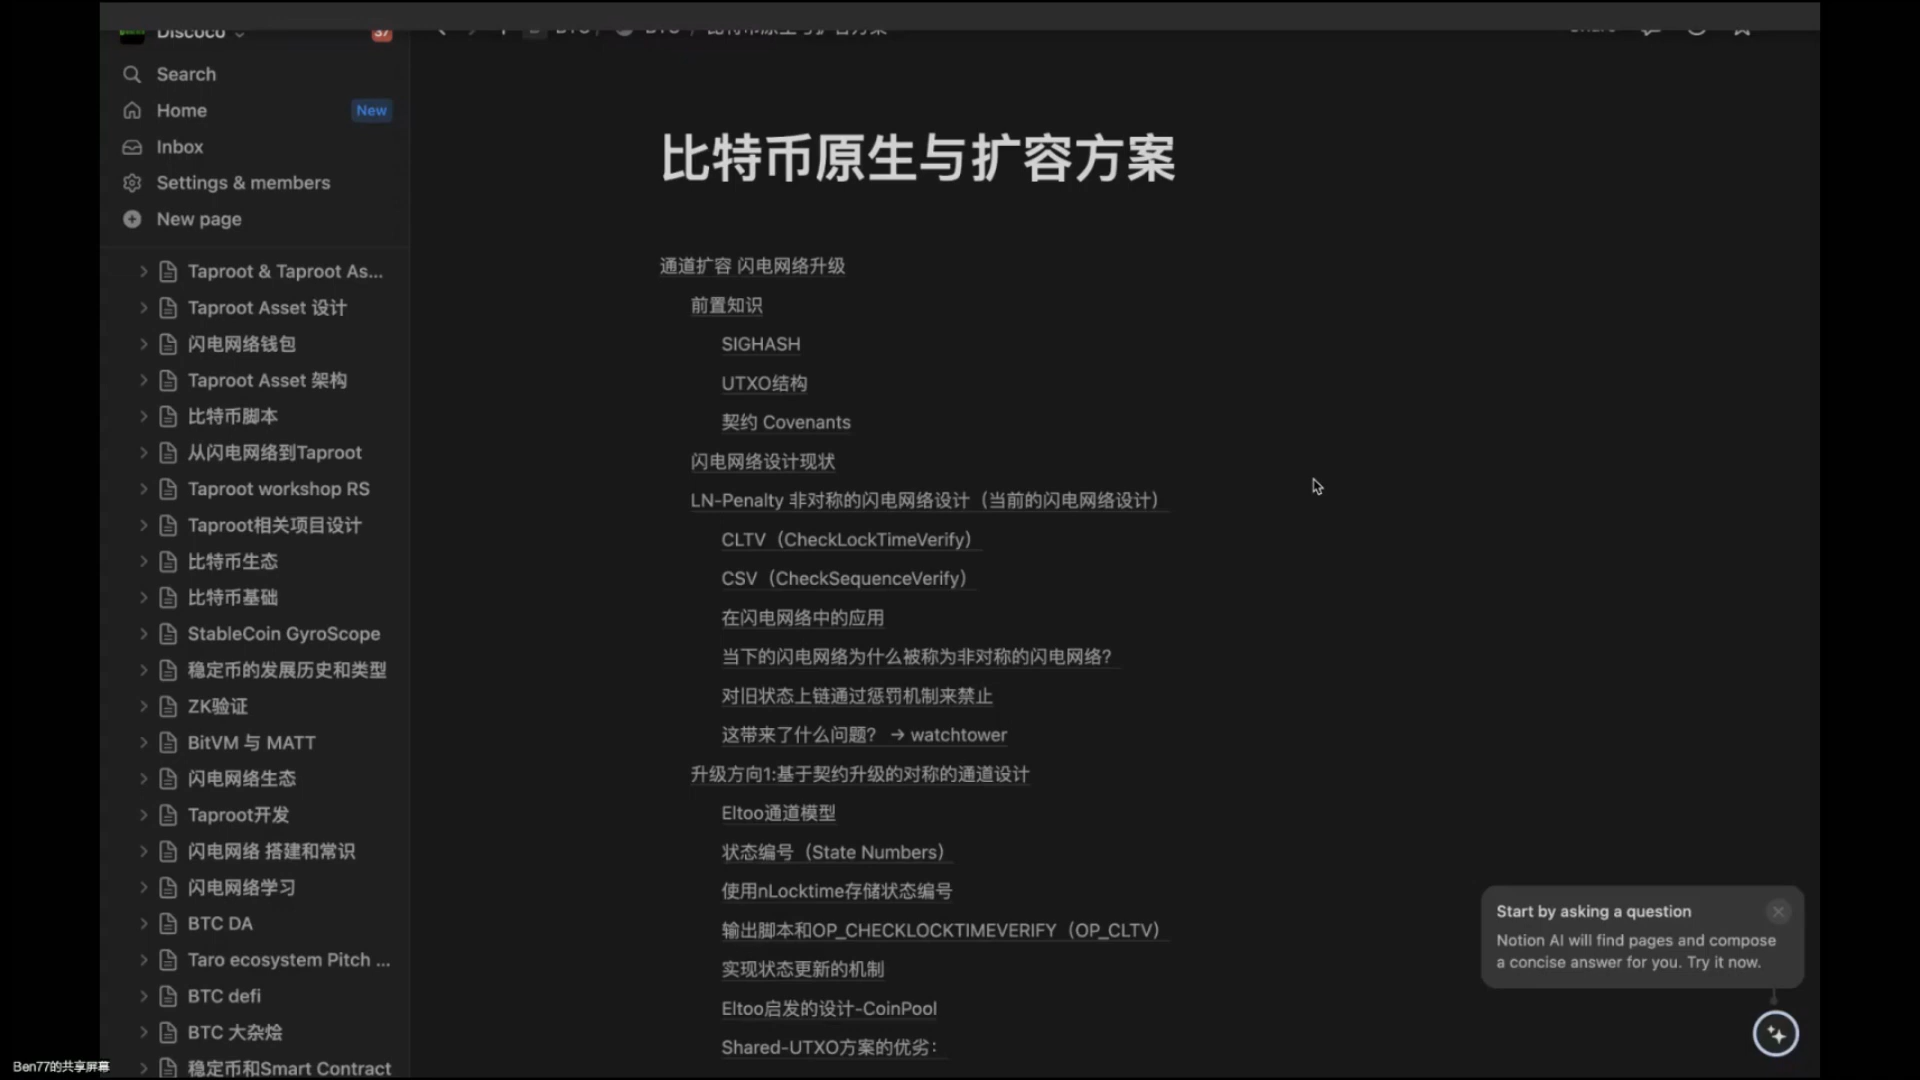 Discoco
37
BTC / BTC / 比特币原生与扩容方案
Share
Search
Home
New
Inbox
Settings & members
New page
Taproot & Taproot As...
Taproot Asset 设计
闪电网络钱包
Taproot Asset 架构
比特币脚本
从闪电网络到Taproot
Taproot workshop RS
Taproot相关项目设计
比特币生态
比特币基础
StableCoin GyroScope
稳定币的发展历史和类型
ZK验证
BitVM 与 MATT
闪电网络生态
Taproot开发
闪电网络 搭建和常识
闪电网络学习
BTC DA
Taro ecosystem Pitch ...
BTC defi
BTC 大杂烩
稳定币和Smart Contract
比特币原生与扩容方案
通道扩容 闪电网络升级
前置知识
SIGHASH
UTXO结构
契约 Covenants
闪电网络设计现状
LN-Penalty 非对称的闪电网络设计（当前的闪电网络设计）
CLTV（CheckLockTimeVerify）
CSV（CheckSequenceVerify）
在闪电网络中的应用
当下的闪电网络为什么被称为非对称的闪电网络？
对旧状态上链通过惩罚机制来禁止
这带来了什么问题？ → watchtower
升级方向1:基于契约升级的对称的通道设计
Eltoo通道模型
状态编号（State Numbers）
使用nLocktime存储状态编号
输出脚本和OP_CHECKLOCKTIMEVERIFY（OP_CLTV）
实现状态更新的机制
Eltoo启发的设计-CoinPool
Shared-UTXO方案的优劣：
Start by asking a question
Notion AI will find pages and compose
a concise answer for you. Try it now.
Ben77的共享屏幕